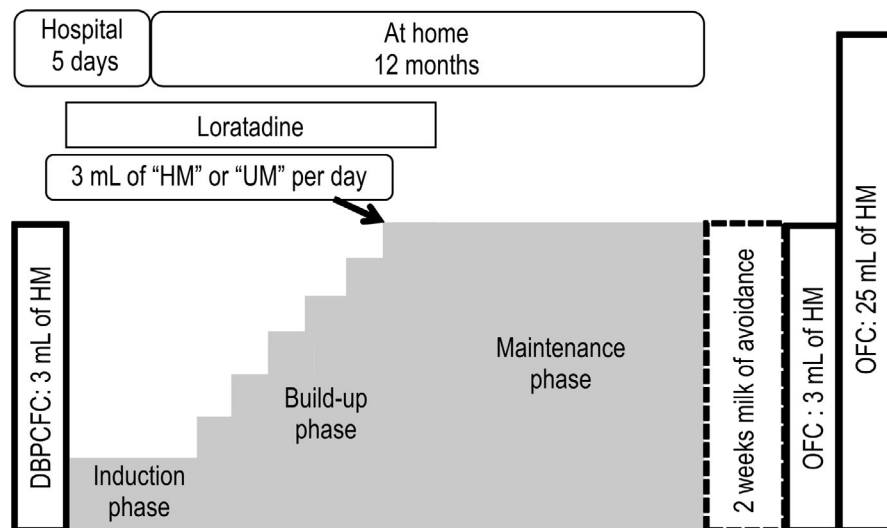 Hospital
5 days
At home
12 months
Loratadine
3 mL of “HM” or “UM” per day
DBPCFC: 3 mL of HM
Induction
phase
Build-up
phase
Maintenance
phase
2 weeks milk of avoidance
OFC : 3 mL of HM
OFC: 25 mL of HM